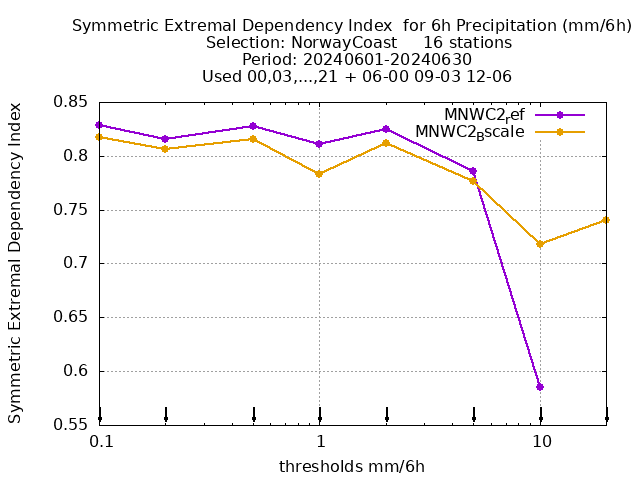 Symmetric Extremal Dependency Index  for 6h Precipitation (mm/6h)
Selection: NorwayCoast     16 stations
Period: 20240601-20240630
Used 00,03,...,21 + 06-00 09-03 12-06
Symmetric Extremal Dependency Index
MNWC2ref
MNWC2Bscale
0.85
0.8
0.75
0.7
0.65
0.6
0.55
0.1
1
10
thresholds mm/6h